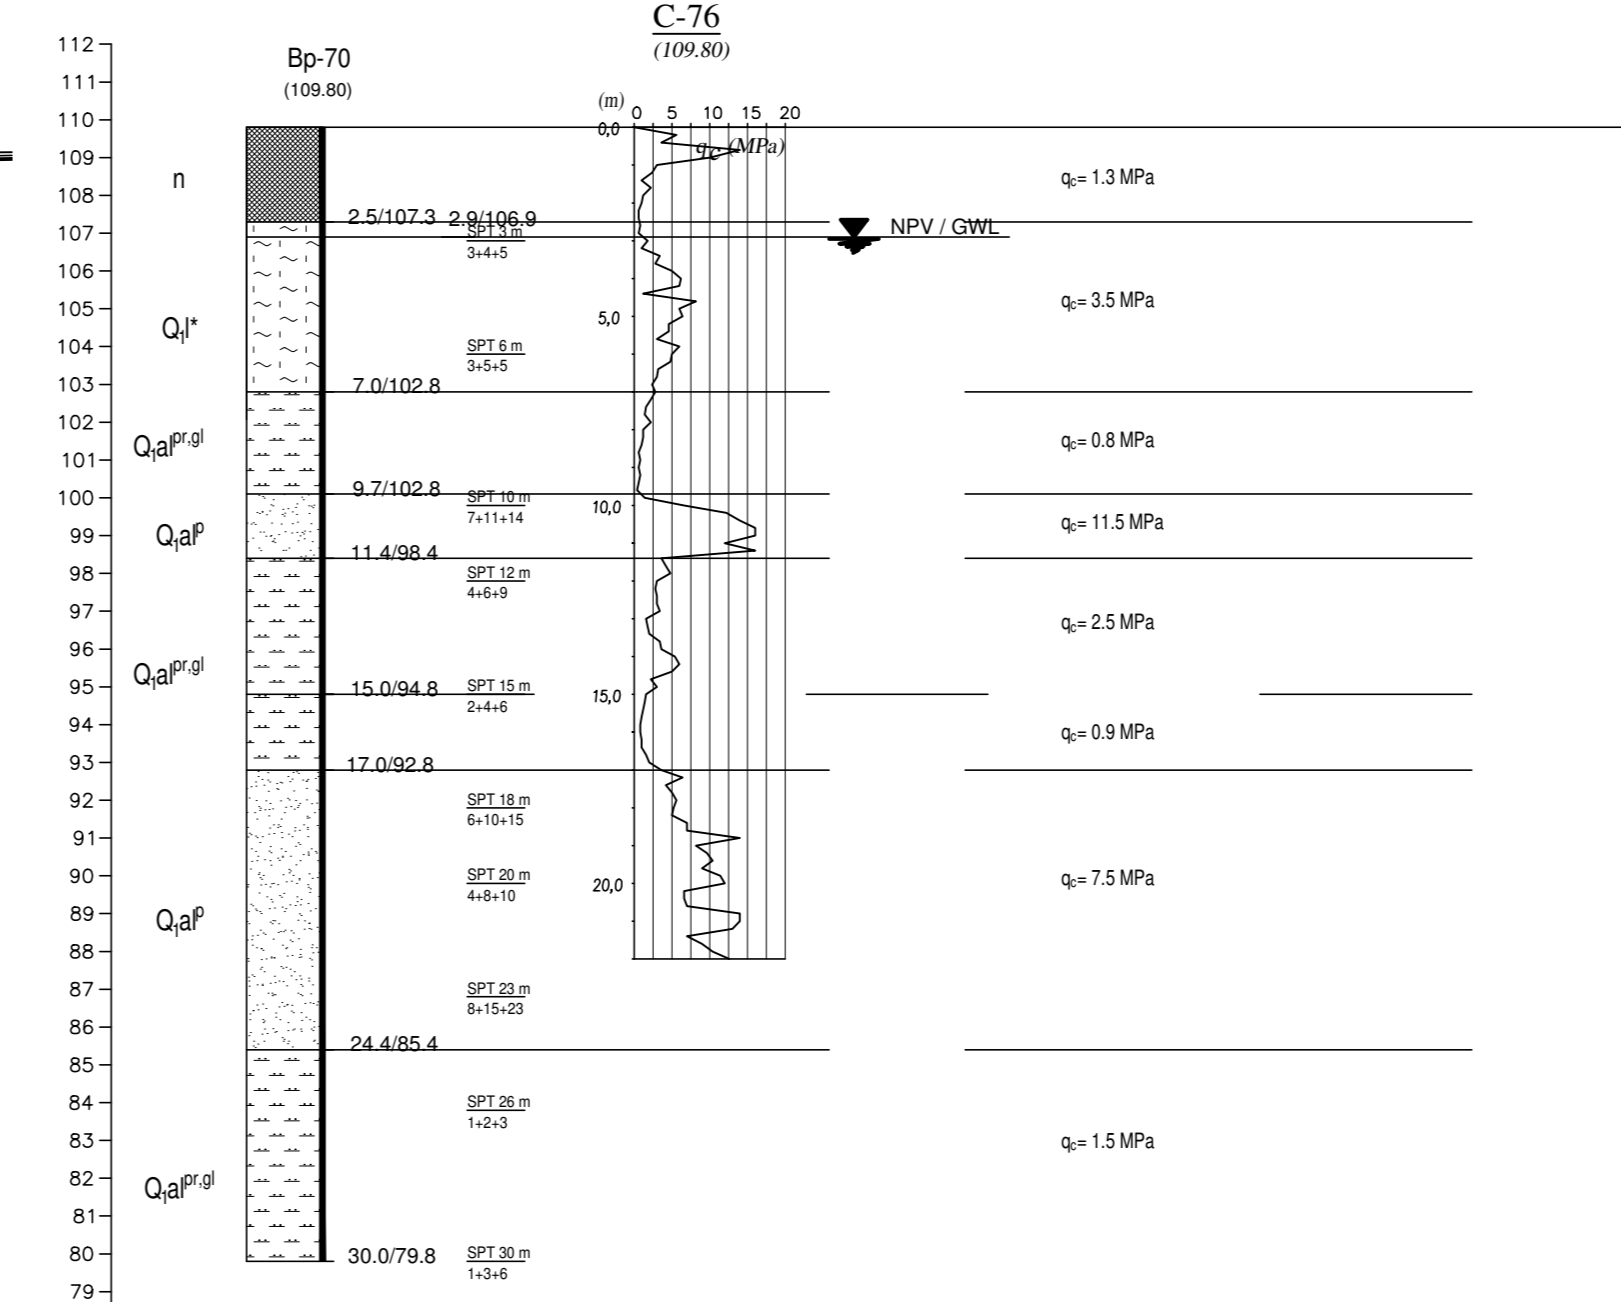 C-76
(109.80)
Bp-70
(109.80)
112
111
110
109
108
107
106
105
104
103
102
101
100
99
98
97
96
95
94
93
92
91
90
89
88
87
86
85
84
83
82
81
80
79
(m) 0 5 10 15 20
qc (MPa)
0,0
5,0
10,0
15,0
20,0
n
Q1l*
Q1al pr,gl
Q1al p
Q1al pr,gl
Q1al p
Q1al pr,gl
2.5/107.3 2.9/106.9
7.0/102.8
9.7/102.8
11.4/98.4
15.0/94.8
17.0/92.8
24.4/85.4
30.0/79.8
SPT 3 m
3+4+5
SPT 6 m
3+5+5
SPT 10 m
7+11+14
SPT 12 m
4+6+9
SPT 15 m
2+4+6
SPT 18 m
6+10+15
SPT 20 m
4+8+10
SPT 23 m
8+15+23
SPT 26 m
1+2+3
SPT 30 m
1+3+6
NPV / GWL
qc= 1.3 MPa
qc= 3.5 MPa
qc= 0.8 MPa
qc= 11.5 MPa
qc= 2.5 MPa
qc= 0.9 MPa
qc= 7.5 MPa
qc= 1.5 MPa